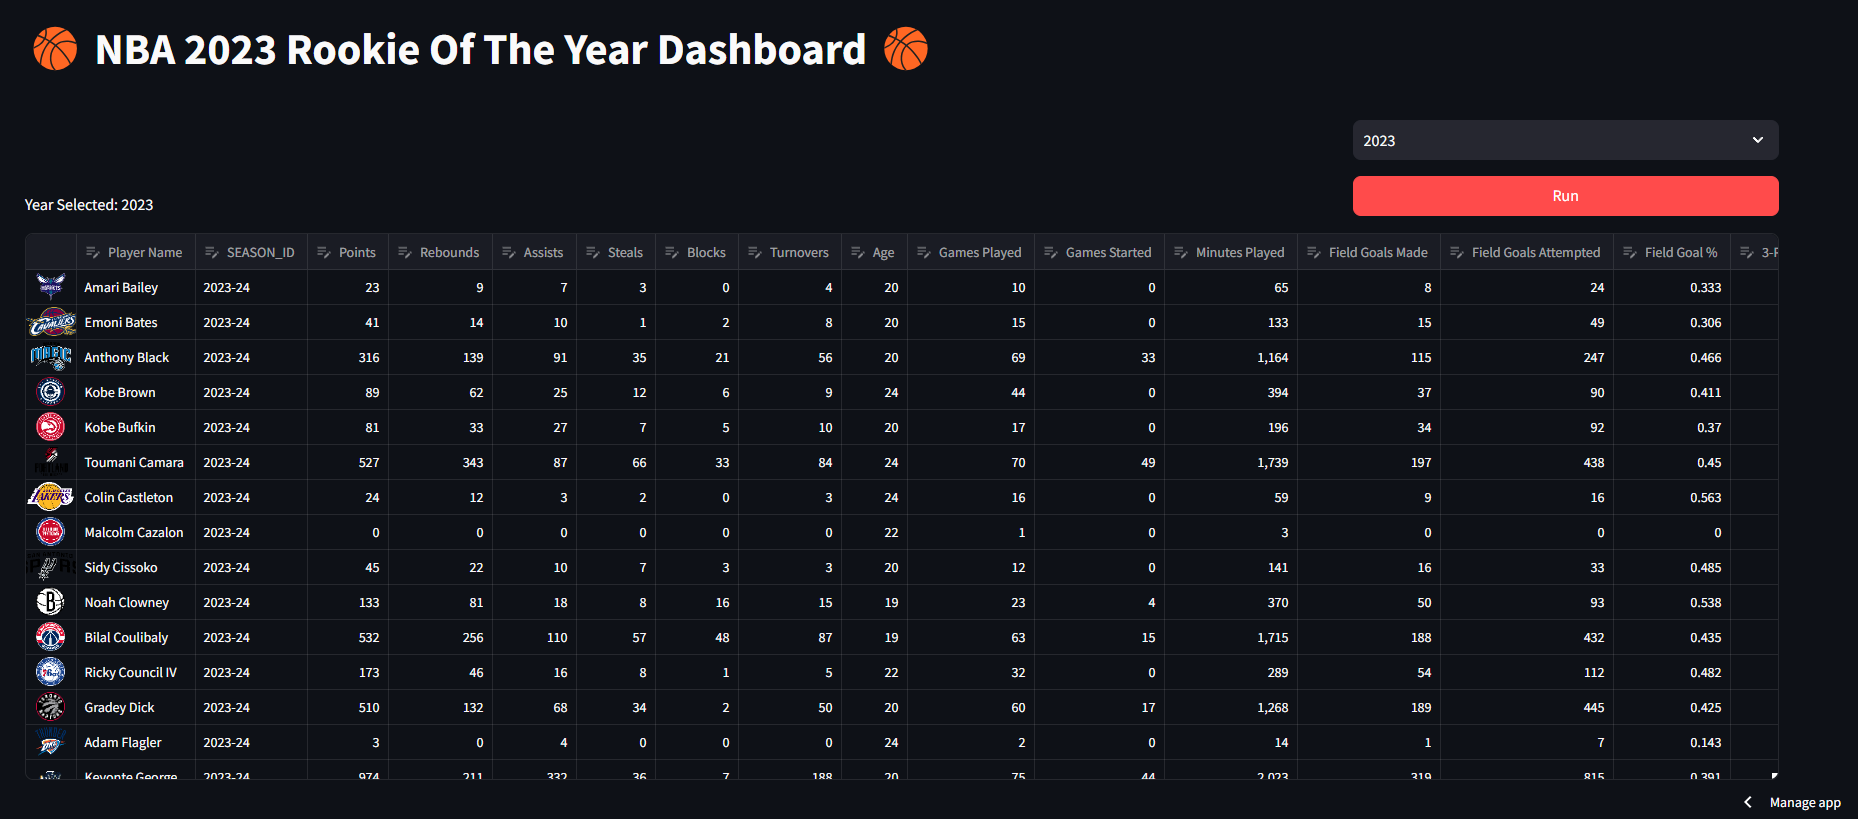 NBA 2023 Rookie Of The Year Dashboard
2023
Run
Year Selected: 2023
Player Name SEASON_ID Points Rebounds Assists Steals Blocks Turnovers Age Games Played Games Started Minutes Played Field Goals Made Field Goals Attempted Field Goal %
Amari Bailey 2023-24 23 9 7 3 0 4 20 10 0 65 8 24 0.333
Emoni Bates 2023-24 41 14 10 1 2 8 20 15 0 133 15 49 0.306
Anthony Black 2023-24 316 139 91 35 21 56 20 69 33 1,164 115 247 0.466
Kobe Brown 2023-24 89 62 25 12 6 9 24 44 0 394 37 90 0.411
Kobe Bufkin 2023-24 81 33 27 7 5 10 20 17 0 196 34 92 0.37
Toumani Camara 2023-24 527 343 87 66 33 84 24 70 49 1,739 197 438 0.45
Colin Castleton 2023-24 24 12 3 2 0 3 24 16 0 59 9 16 0.563
Malcolm Cazalon 2023-24 0 0 0 0 0 0 22 1 0 3 0 0 0
Sidy Cissoko 2023-24 45 22 10 7 3 3 20 12 0 141 16 33 0.485
Noah Clowney 2023-24 133 81 18 8 16 15 19 23 4 370 50 93 0.538
Bilal Coulibaly 2023-24 532 256 110 57 48 87 19 63 15 1,715 188 432 0.435
Ricky Council IV 2023-24 173 46 16 8 1 5 22 32 0 289 54 112 0.482
Gradey Dick 2023-24 510 132 68 34 2 50 20 60 17 1,268 189 445 0.425
Adam Flagler 2023-24 3 0 4 0 0 0 24 2 0 14 1 7 0.143
Keyonte George 2023-24 974 211 332 36 7 188 20 75 44 2,023 319 815 0.391
Manage app